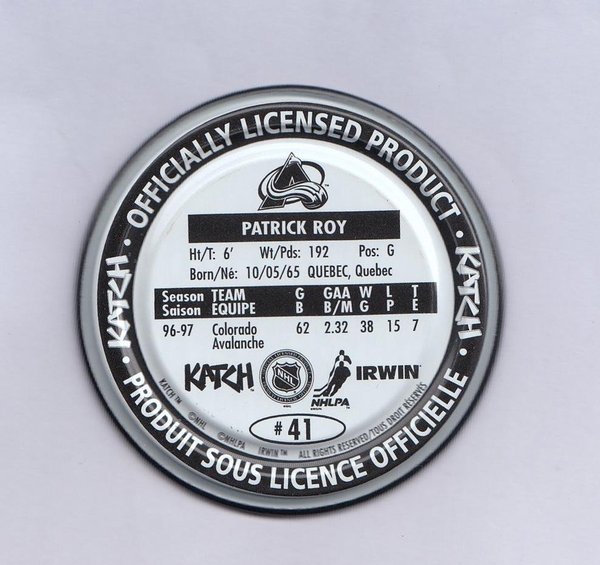 · OFFICIALLY LICENSED PRODUCT ·
KATCH
KATCH
A
PATRICK ROY
Ht/T: 6' Wt/Pds: 192 Pos: G
Born/Né: 10/05/65 QUEBEC, Quebec
Season TEAM G GAA W L T
Saison EQUIPE B B/M G P E
96-97 Colorado 62 2.32 38 15 7
Avalanche
KATCH NHL NHLPA IRWIN
#41
KATCH™ ©NHL ©NHLPA IRWIN™ ALL RIGHTS RESERVED/TOUS DROIT RÉSERVÉS
· PRODUIT SOUS LICENCE OFFICIELLE ·